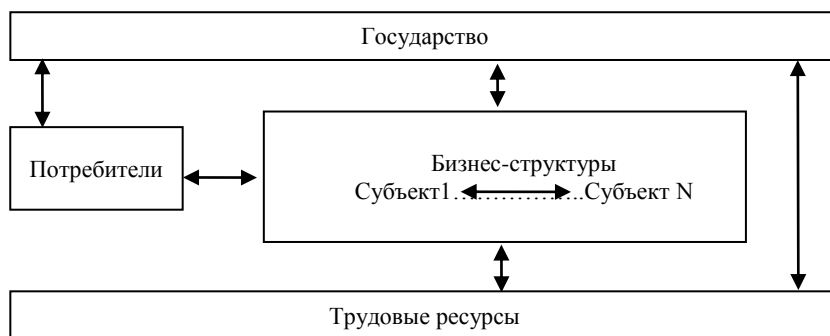 Государство
Потребители
Бизнес-структуры
Субъект1………………..Субъект N
Трудовые ресурсы